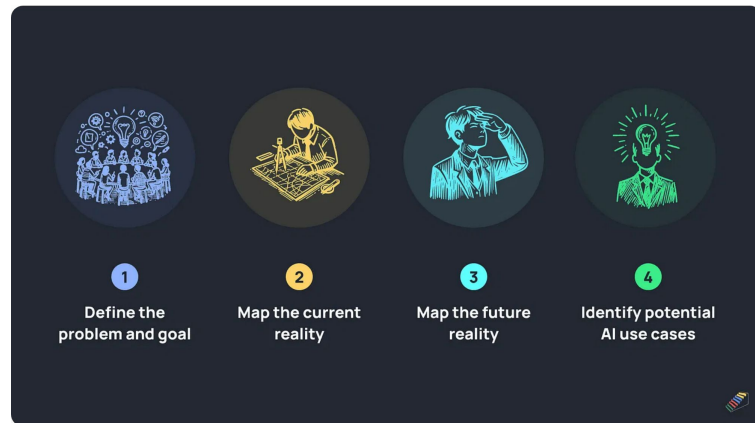 1
Define the
problem and goal
2
Map the current
reality
3
Map the future
reality
4
Identify potential
AI use cases